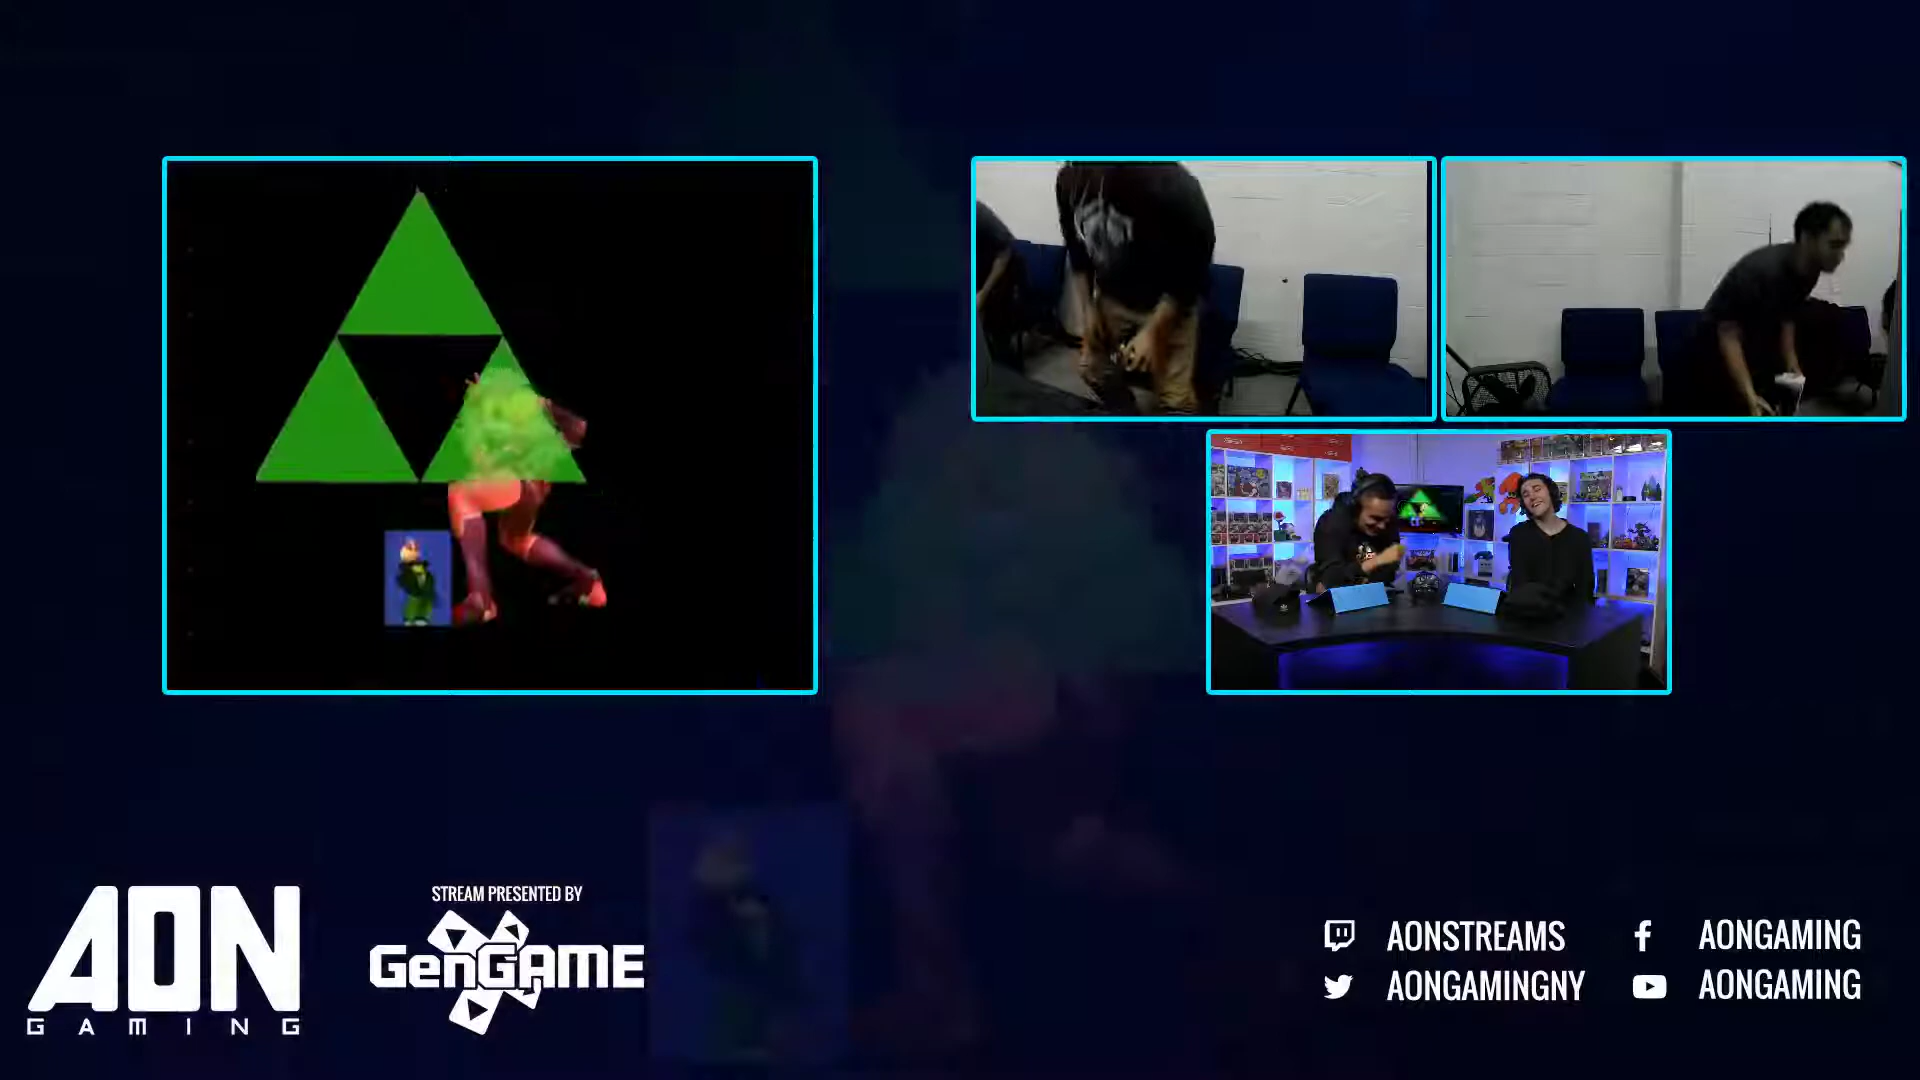 AON
GAMING
STREAM PRESENTED BY
GenGAME
AONSTREAMS
AONGAMING
AONGAMINGNY
AONGAMING